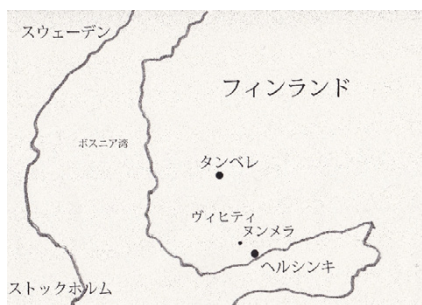 スウェーデン
フィンランド
ボスニア湾
タンペレ
ヴィヒティ
ヌンメラ
ヘルシンキ
ストックホルム